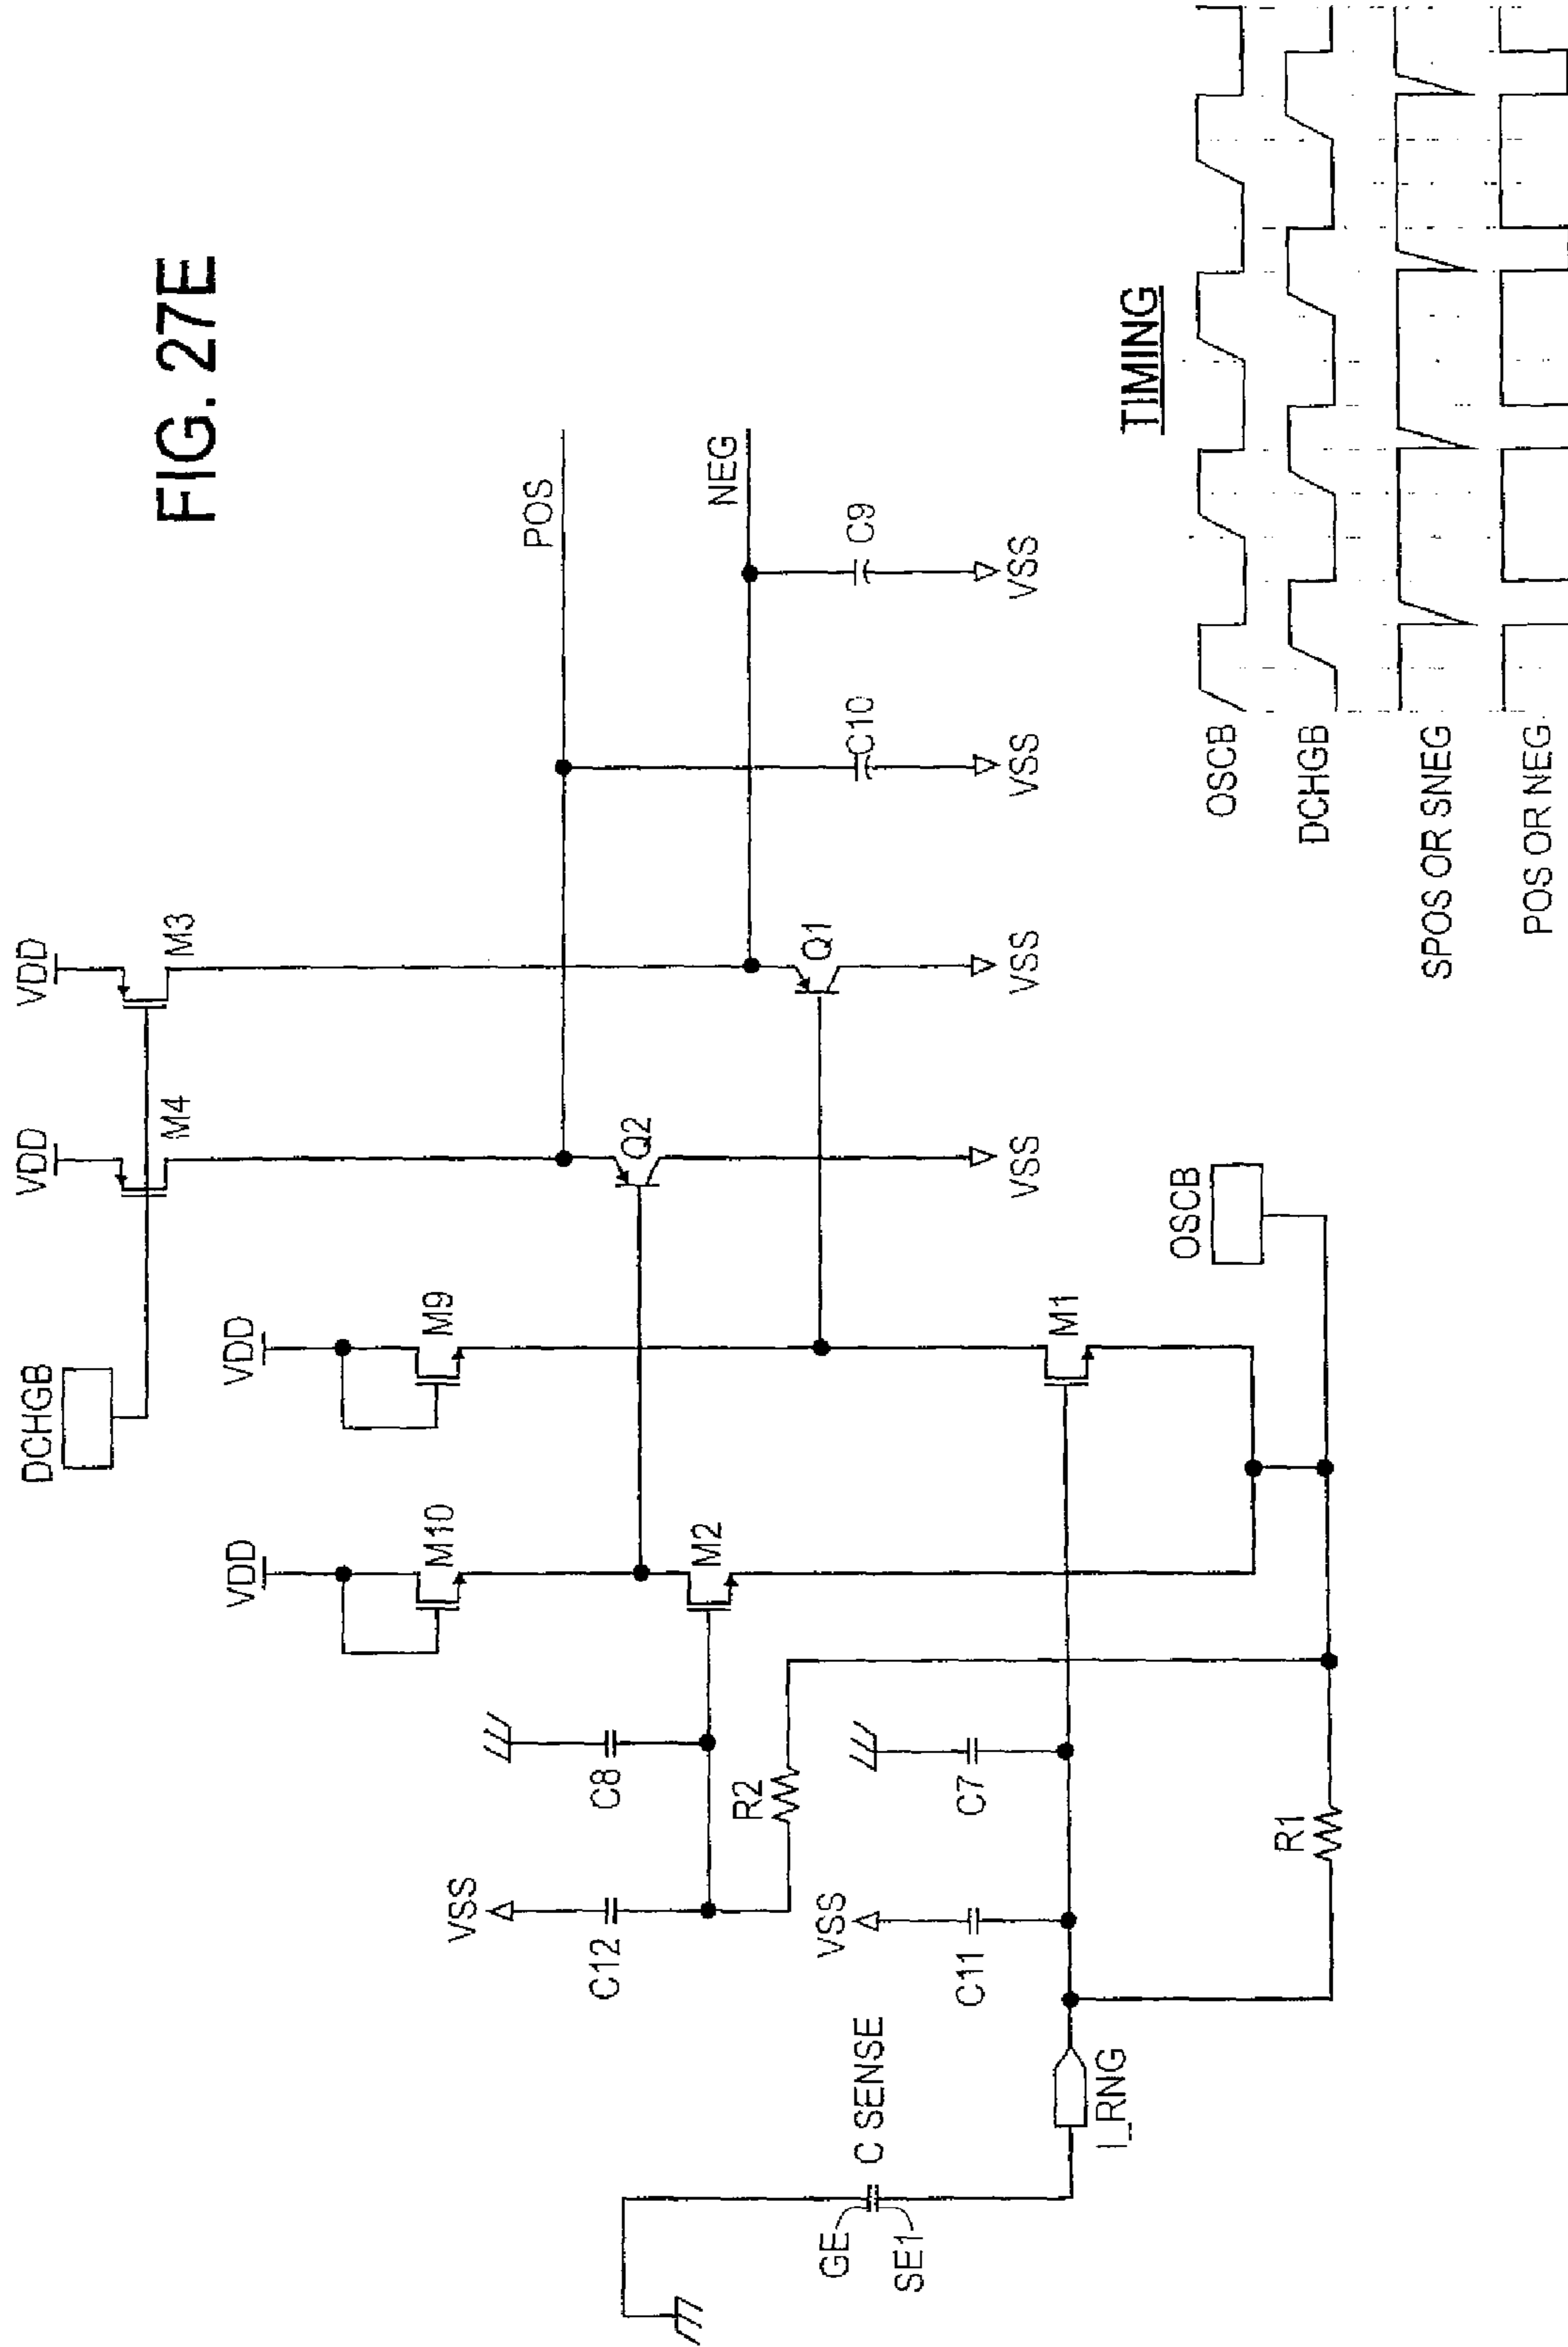 FIG. 27E
DCHGB
VDD
VDD
M4
M3
VDD
VDD
M10
M9
POS
NEG
Q2
Q1
M2
M1
VSS
VSS
C12
C8
R2
VSS
C11
C7
C10
C9
VSS
VSS
VSS
C SENSE
GE
SE1
I_RNG
R1
OSCB
TIMING
OSCB
DCHGB
SPOS OR SNEG
POS OR NEG